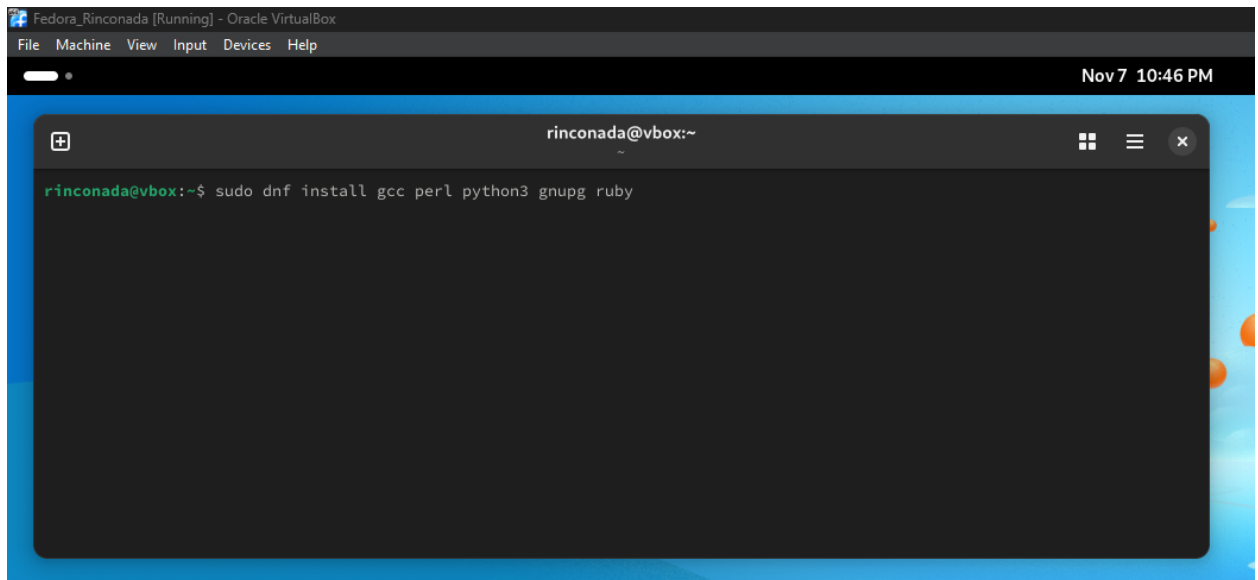 Fedora_Rinconada [Running] - Oracle VirtualBox
File Machine View Input Devices Help
Nov 7 10:46 PM
rinconada@vbox:~
~
rinconada@vbox:~$ sudo dnf install gcc perl python3 gnupg ruby